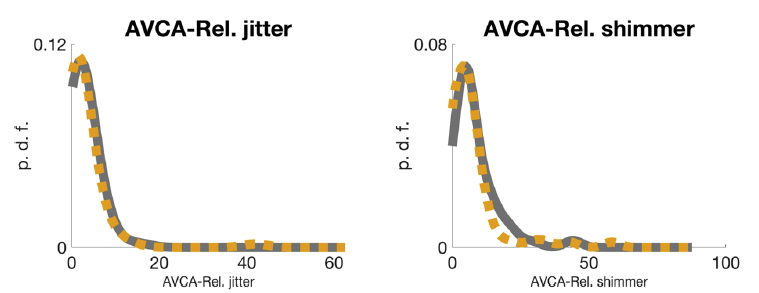 AVCA-Rel. jitter
0.12
p. d. f.
0
0 20 40 60
AVCA-Rel. jitter
AVCA-Rel. shimmer
0.08
p. d. f.
0
0 50 100
AVCA-Rel. shimmer